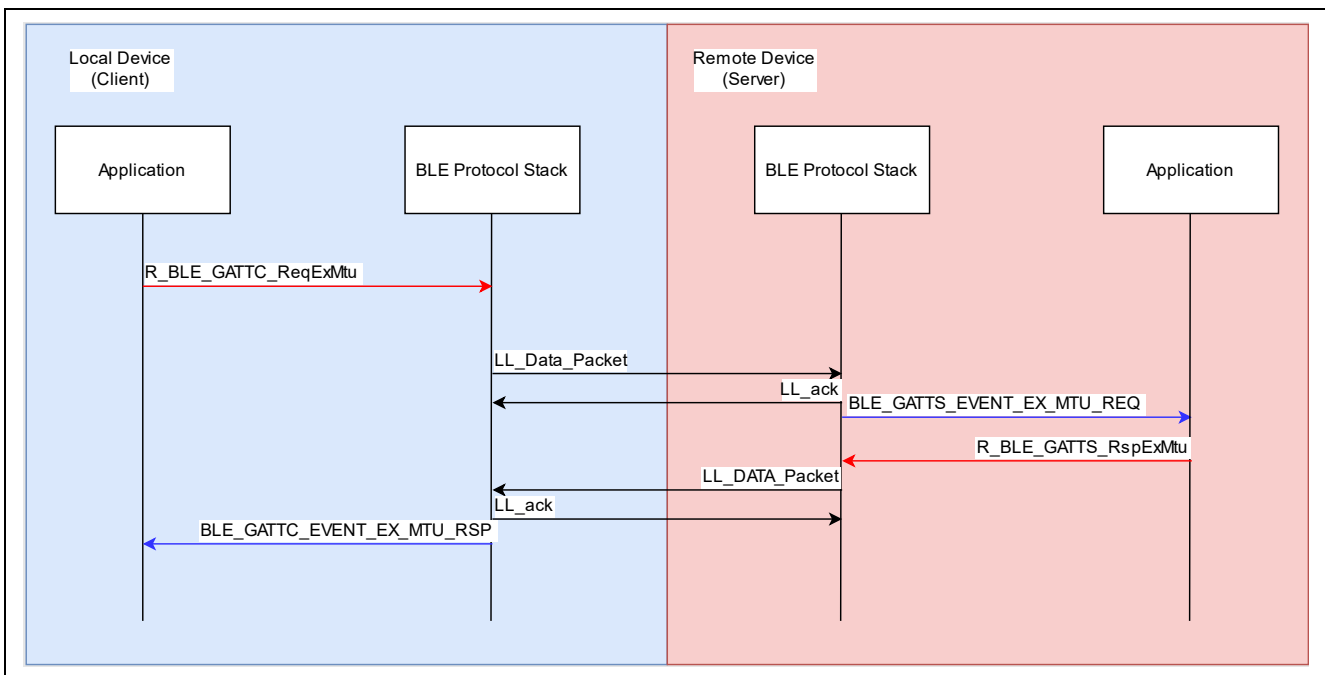 Local Device
(Client)
Remote Device
(Server)
Application
BLE Protocol Stack
BLE Protocol Stack
Application
R_BLE_GATTC_ReqExMtu
LL_Data_Packet
LL_ack
BLE_GATTS_EVENT_EX_MTU_REQ
R_BLE_GATTS_RspExMtu
LL_DATA_Packet
LL_ack
BLE_GATTC_EVENT_EX_MTU_RSP